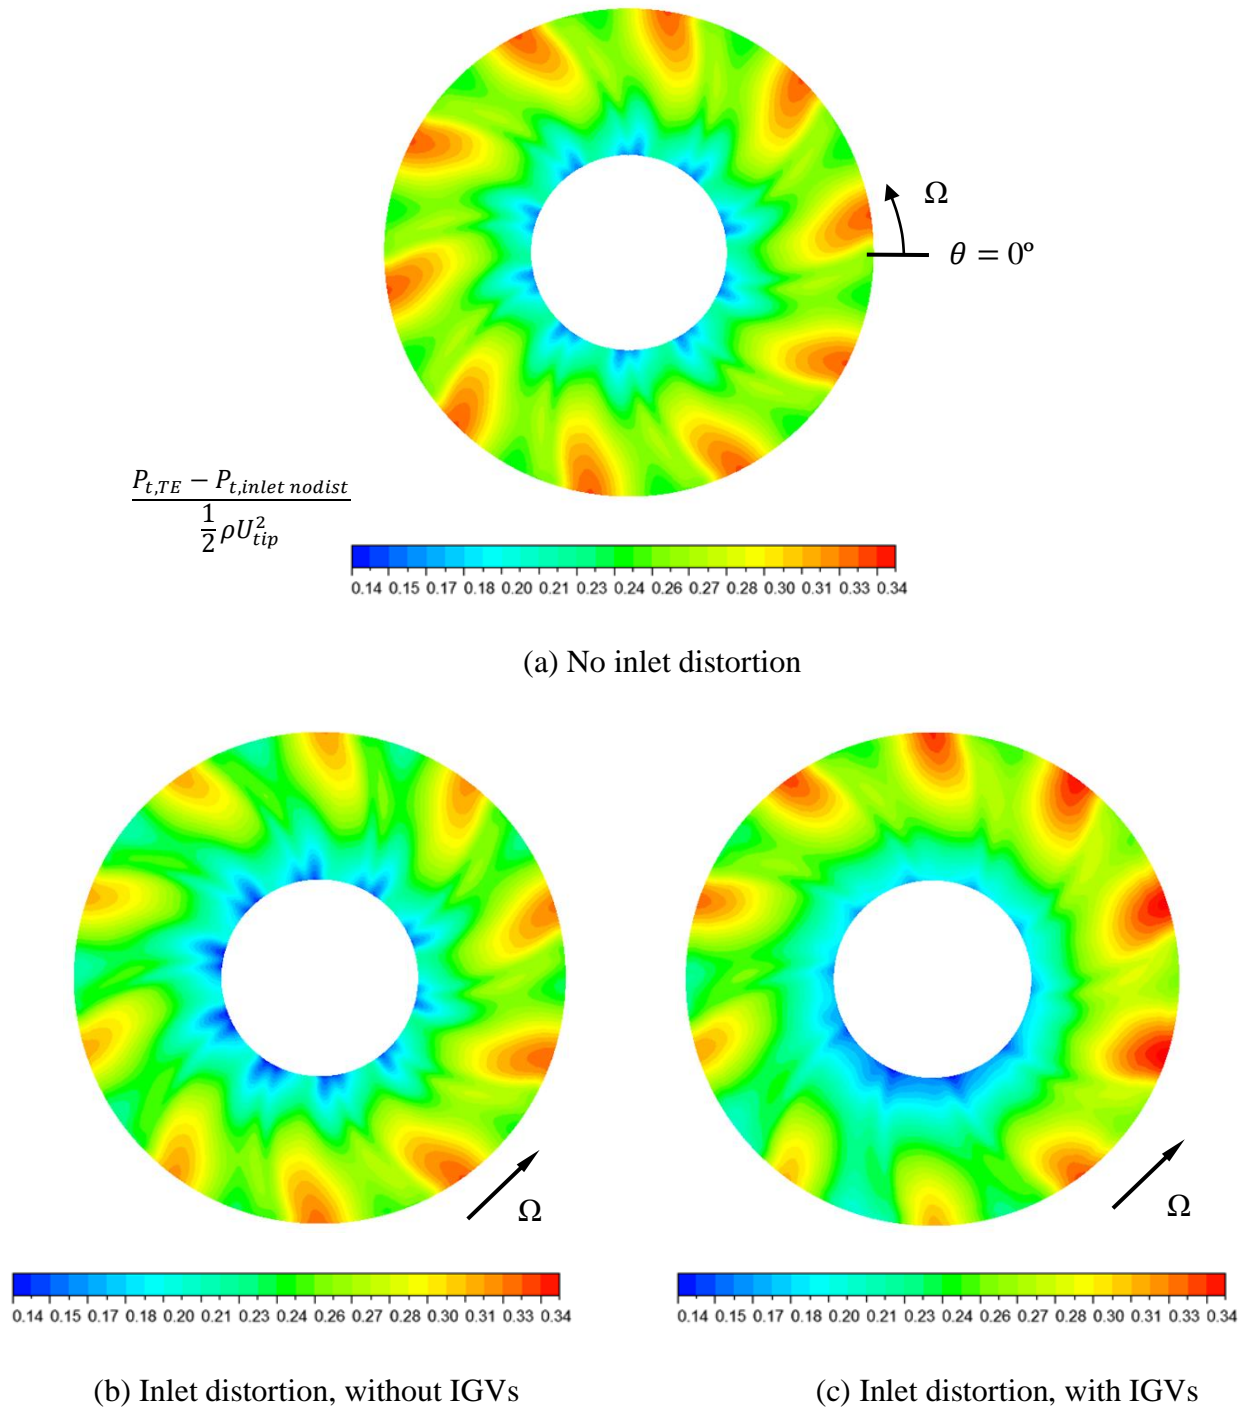 Ω
θ = 0º
P_{t,TE} − P_{t,inlet nodist}
1/2 ρU_{tip}^2
0.14 0.15 0.17 0.18 0.20 0.21 0.23 0.24 0.26 0.27 0.28 0.30 0.31 0.33 0.34
(a) No inlet distortion
Ω
Ω
0.14 0.15 0.17 0.18 0.20 0.21 0.23 0.24 0.26 0.27 0.28 0.30 0.31 0.33 0.34
0.14 0.15 0.17 0.18 0.20 0.21 0.23 0.24 0.26 0.27 0.28 0.30 0.31 0.33 0.34
(b) Inlet distortion, without IGVs
(c) Inlet distortion, with IGVs